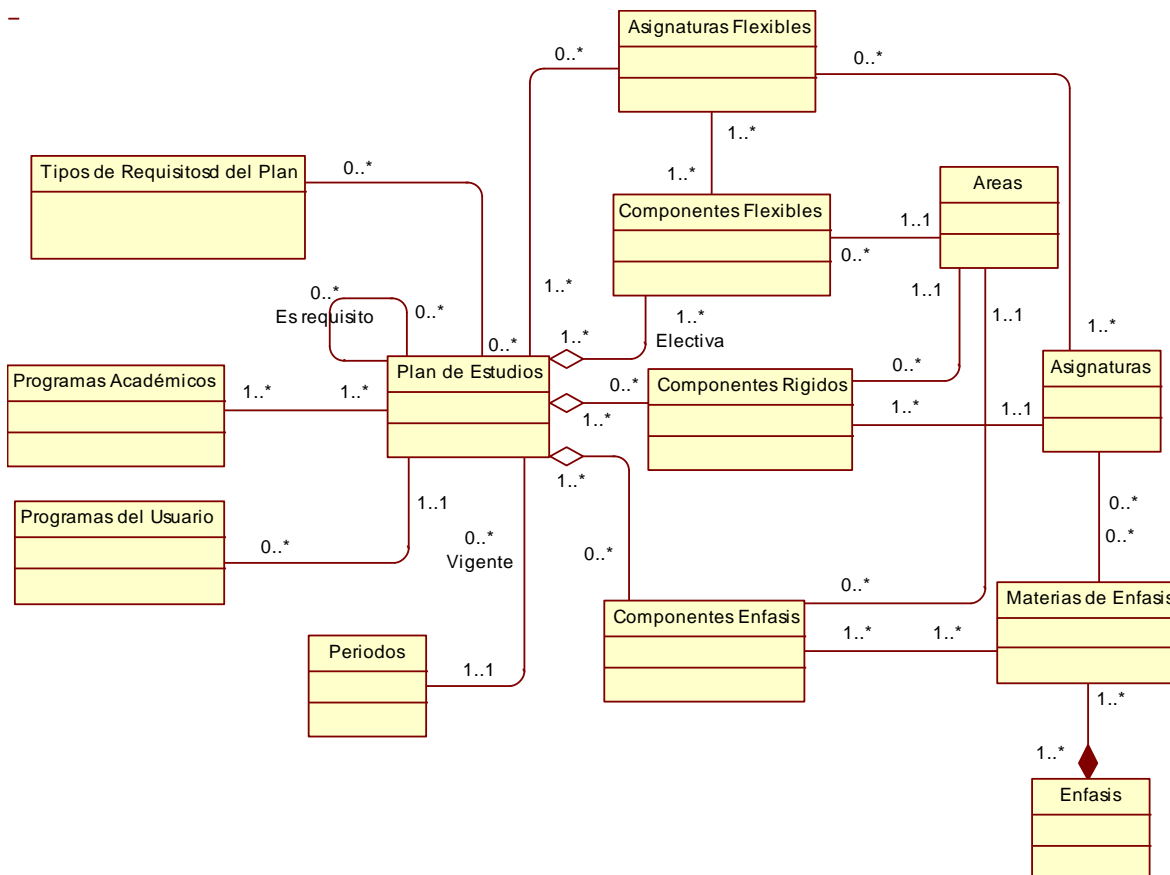 Asignaturas Flexibles
0..*
0..*
1..*
Tipos de Requisitosd del Plan
0..*
1..*
Areas
Componentes Flexibles
1..1
0..*
0..*
0..*
Es requisito
1..*
1..*
Electiva
1..1
1..1
1..*
0..*
1..*
Plan de Estudios
0..*
Componentes Rigidos
0..*
Asignaturas
Programas Académicos
1..*
1..*
1..*
1..*
1..1
1..*
Programas del Usuario
1..1
0..*
0..*
Vigente
0..*
0..*
0..*
Componentes Enfasis
0..*
Materias de Enfasis
Periodos
1..1
1..*
1..*
1..*
1..*
Enfasis